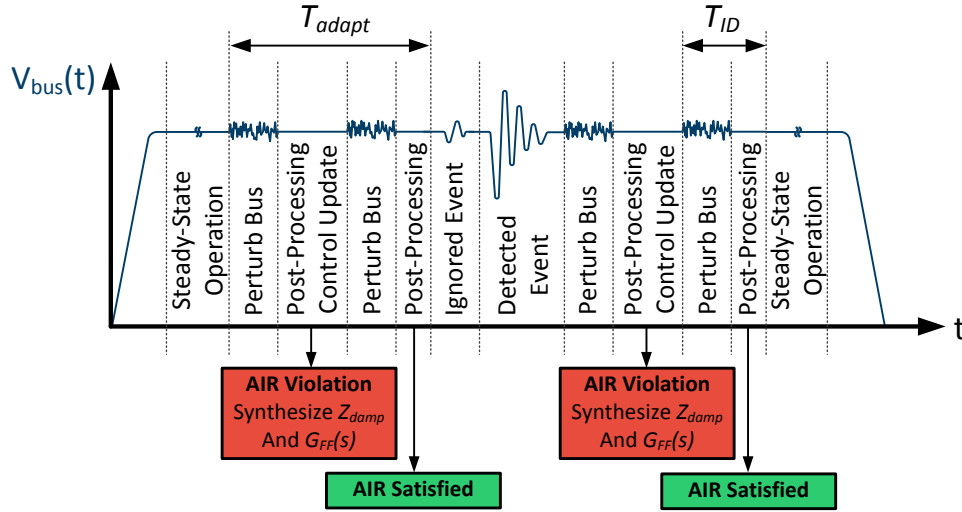 T_adapt
T_ID
V_bus(t)
Steady-State
Operation
Perturb Bus
Post-Processing
Control Update
Perturb Bus
Post-Processing
Ignored Event
Detected
Event
Perturb Bus
Post-Processing
Control Update
Perturb Bus
Post-Processing
Steady-State
Operation
t
AIR Violation
Synthesize Z_damp
And G_FF(s)
AIR Violation
Synthesize Z_damp
And G_FF(s)
AIR Satisfied
AIR Satisfied